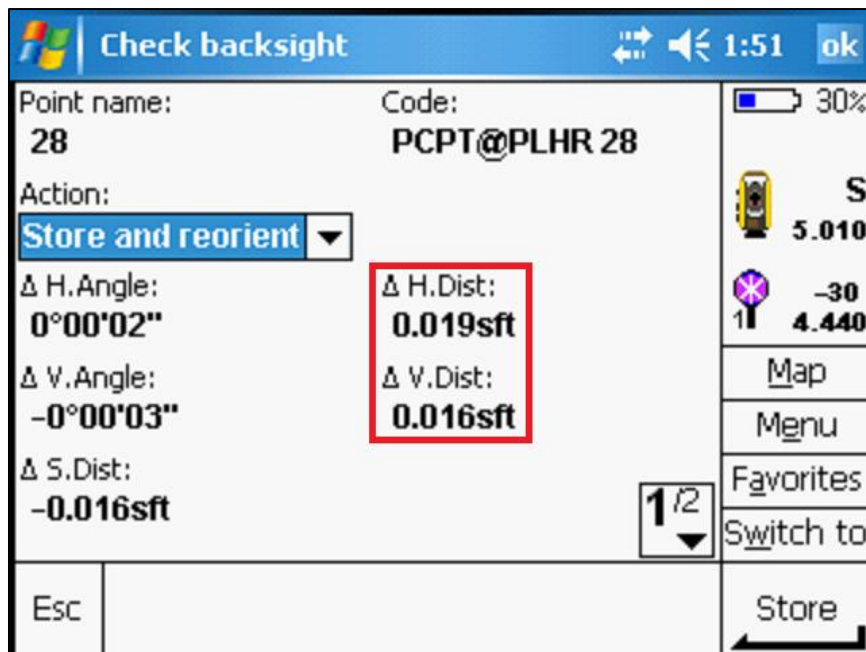 Check backsight 1:51 ok
Point name: Code:
28 PCPT@PLHR 28
Action:
Store and reorient
Δ H.Angle: Δ H.Dist:
0°00'02" 0.019sft
Δ V.Angle: Δ V.Dist:
-0°00'03" 0.016sft
Δ S.Dist:
-0.016sft
1/2
30%
S
5.010
-30
1 4.440
Map
Menu
Favorites
Switch to
Esc Store